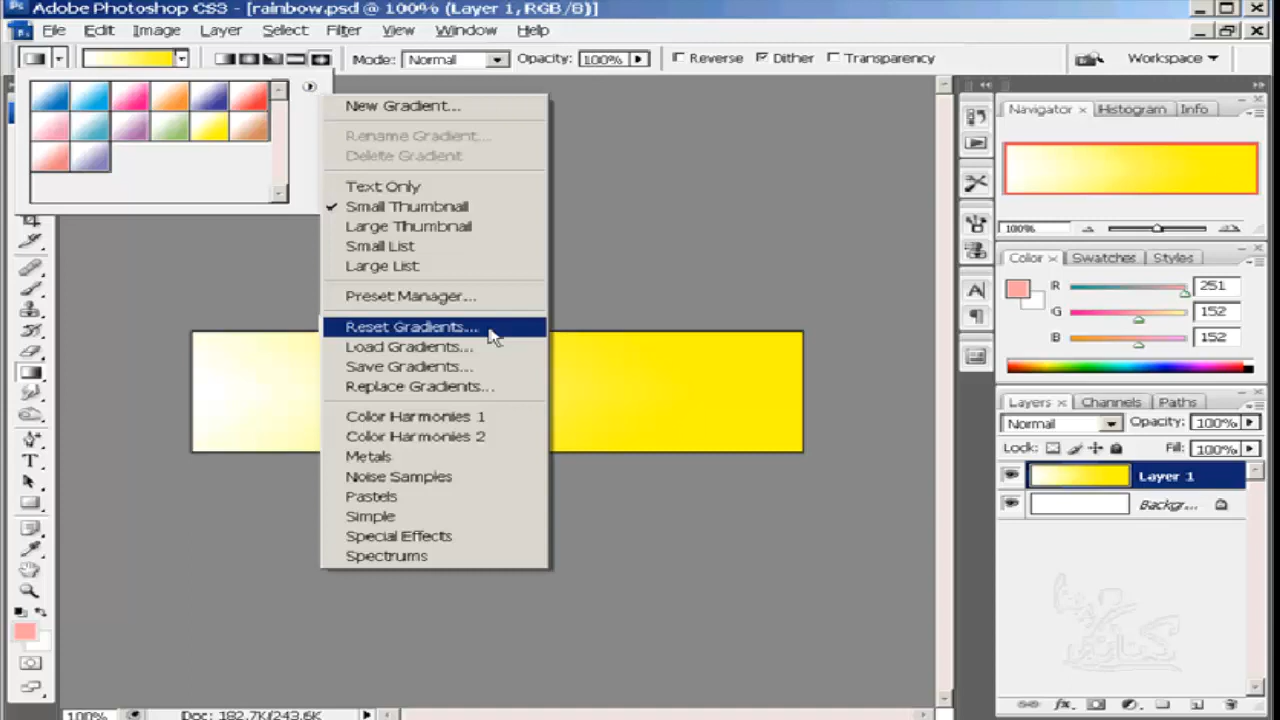 Adobe Photoshop CS3 - [rainbow.psd @ 100% (Layer 1, RGB/8)]
File Edit Image Layer Select Filter View Window Help
Mode: Normal Opacity: 100% Reverse Dither Transparency Workspace
New Gradient...
Rename Gradient...
Delete Gradient
Text Only
Small Thumbnail
Large Thumbnail
Small List
Large List
Preset Manager...
Reset Gradients...
Load Gradients...
Save Gradients...
Replace Gradients...
Color Harmonies 1
Color Harmonies 2
Metals
Noise Samples
Pastels
Simple
Special Effects
Spectrums
Navigator × Histogram Info
100%
Color × Swatches Styles
R 251
G 152
B 152
Layers × Channels Paths
Normal Opacity: 100%
Lock: Fill: 100%
Layer 1
Backgr...
100% Doc: 182.7K/243.6K